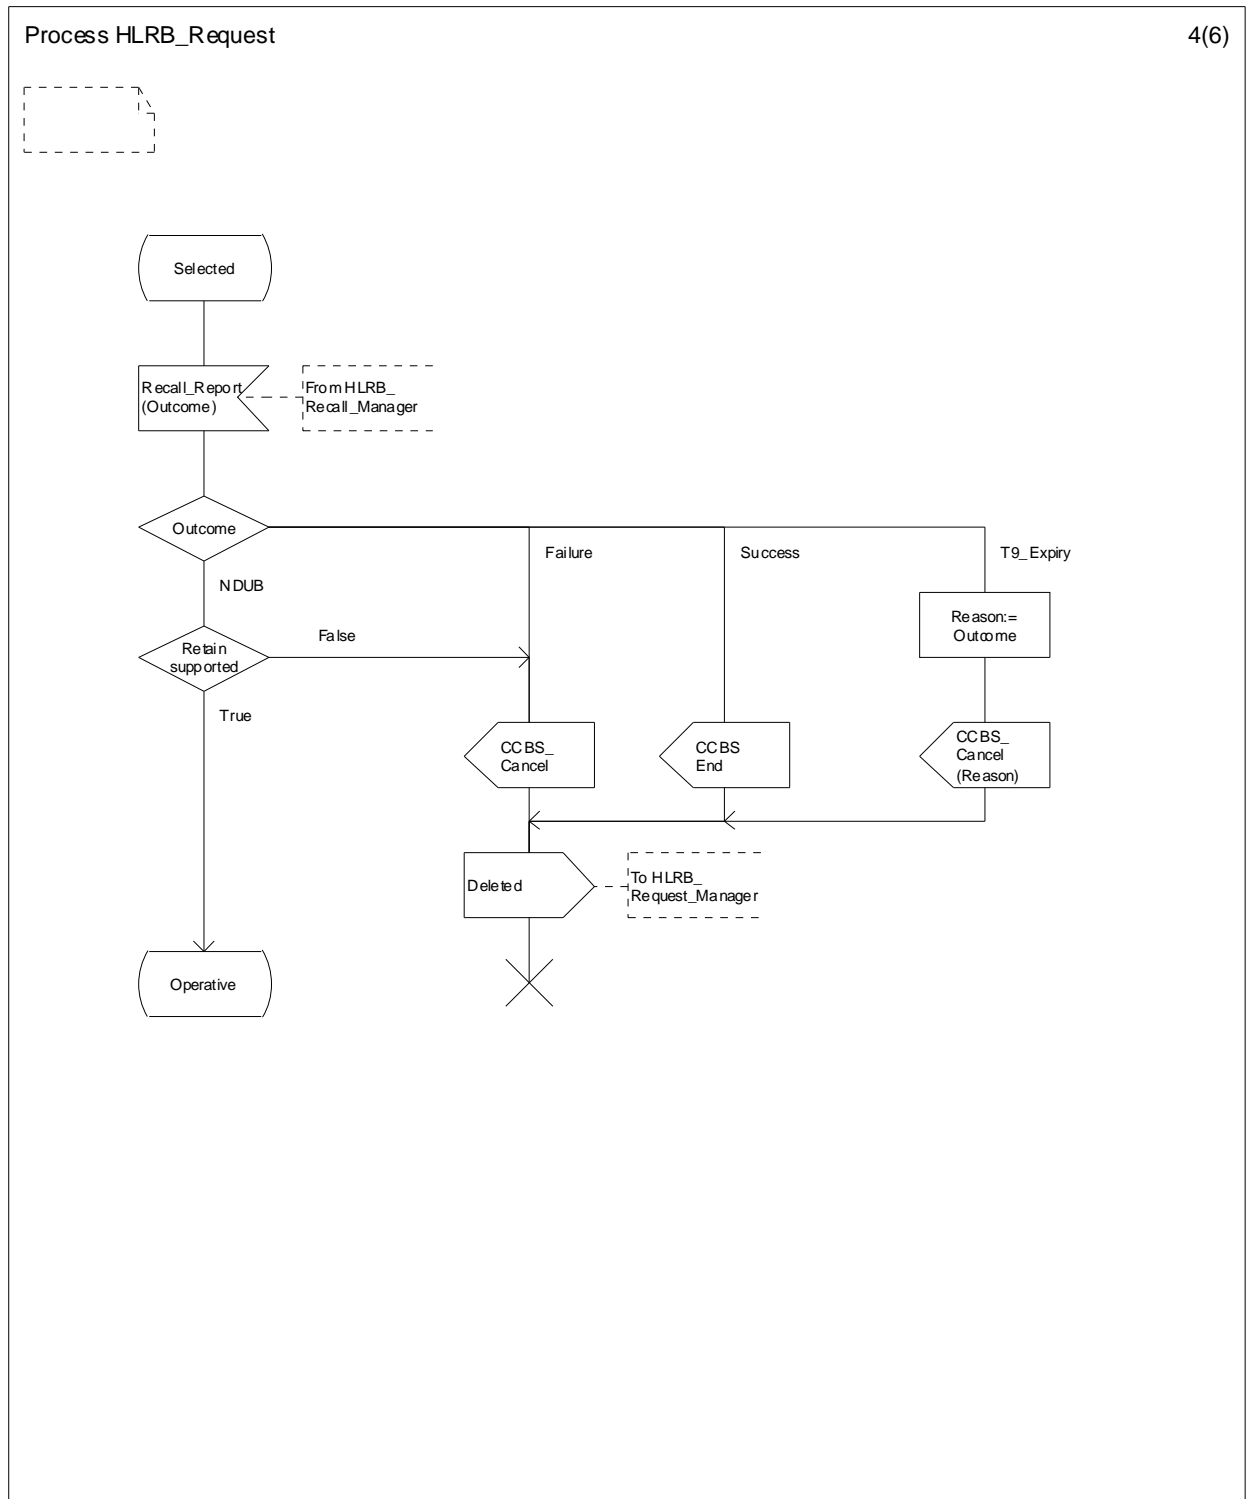 Process HLRB_Request
4(6)
Selected
Recall_Report
(Outcome)
From HLRB_
Recall_Manager
Outcome
Failure
Success
T9_Expiry
NDUB
Reason:=
Outcome
False
Retain
supported
True
CCBS_
Cancel
CCBS
End
CCBS_
Cancel
(Reason)
Deleted
To HLRB_
Request_Manager
Operative